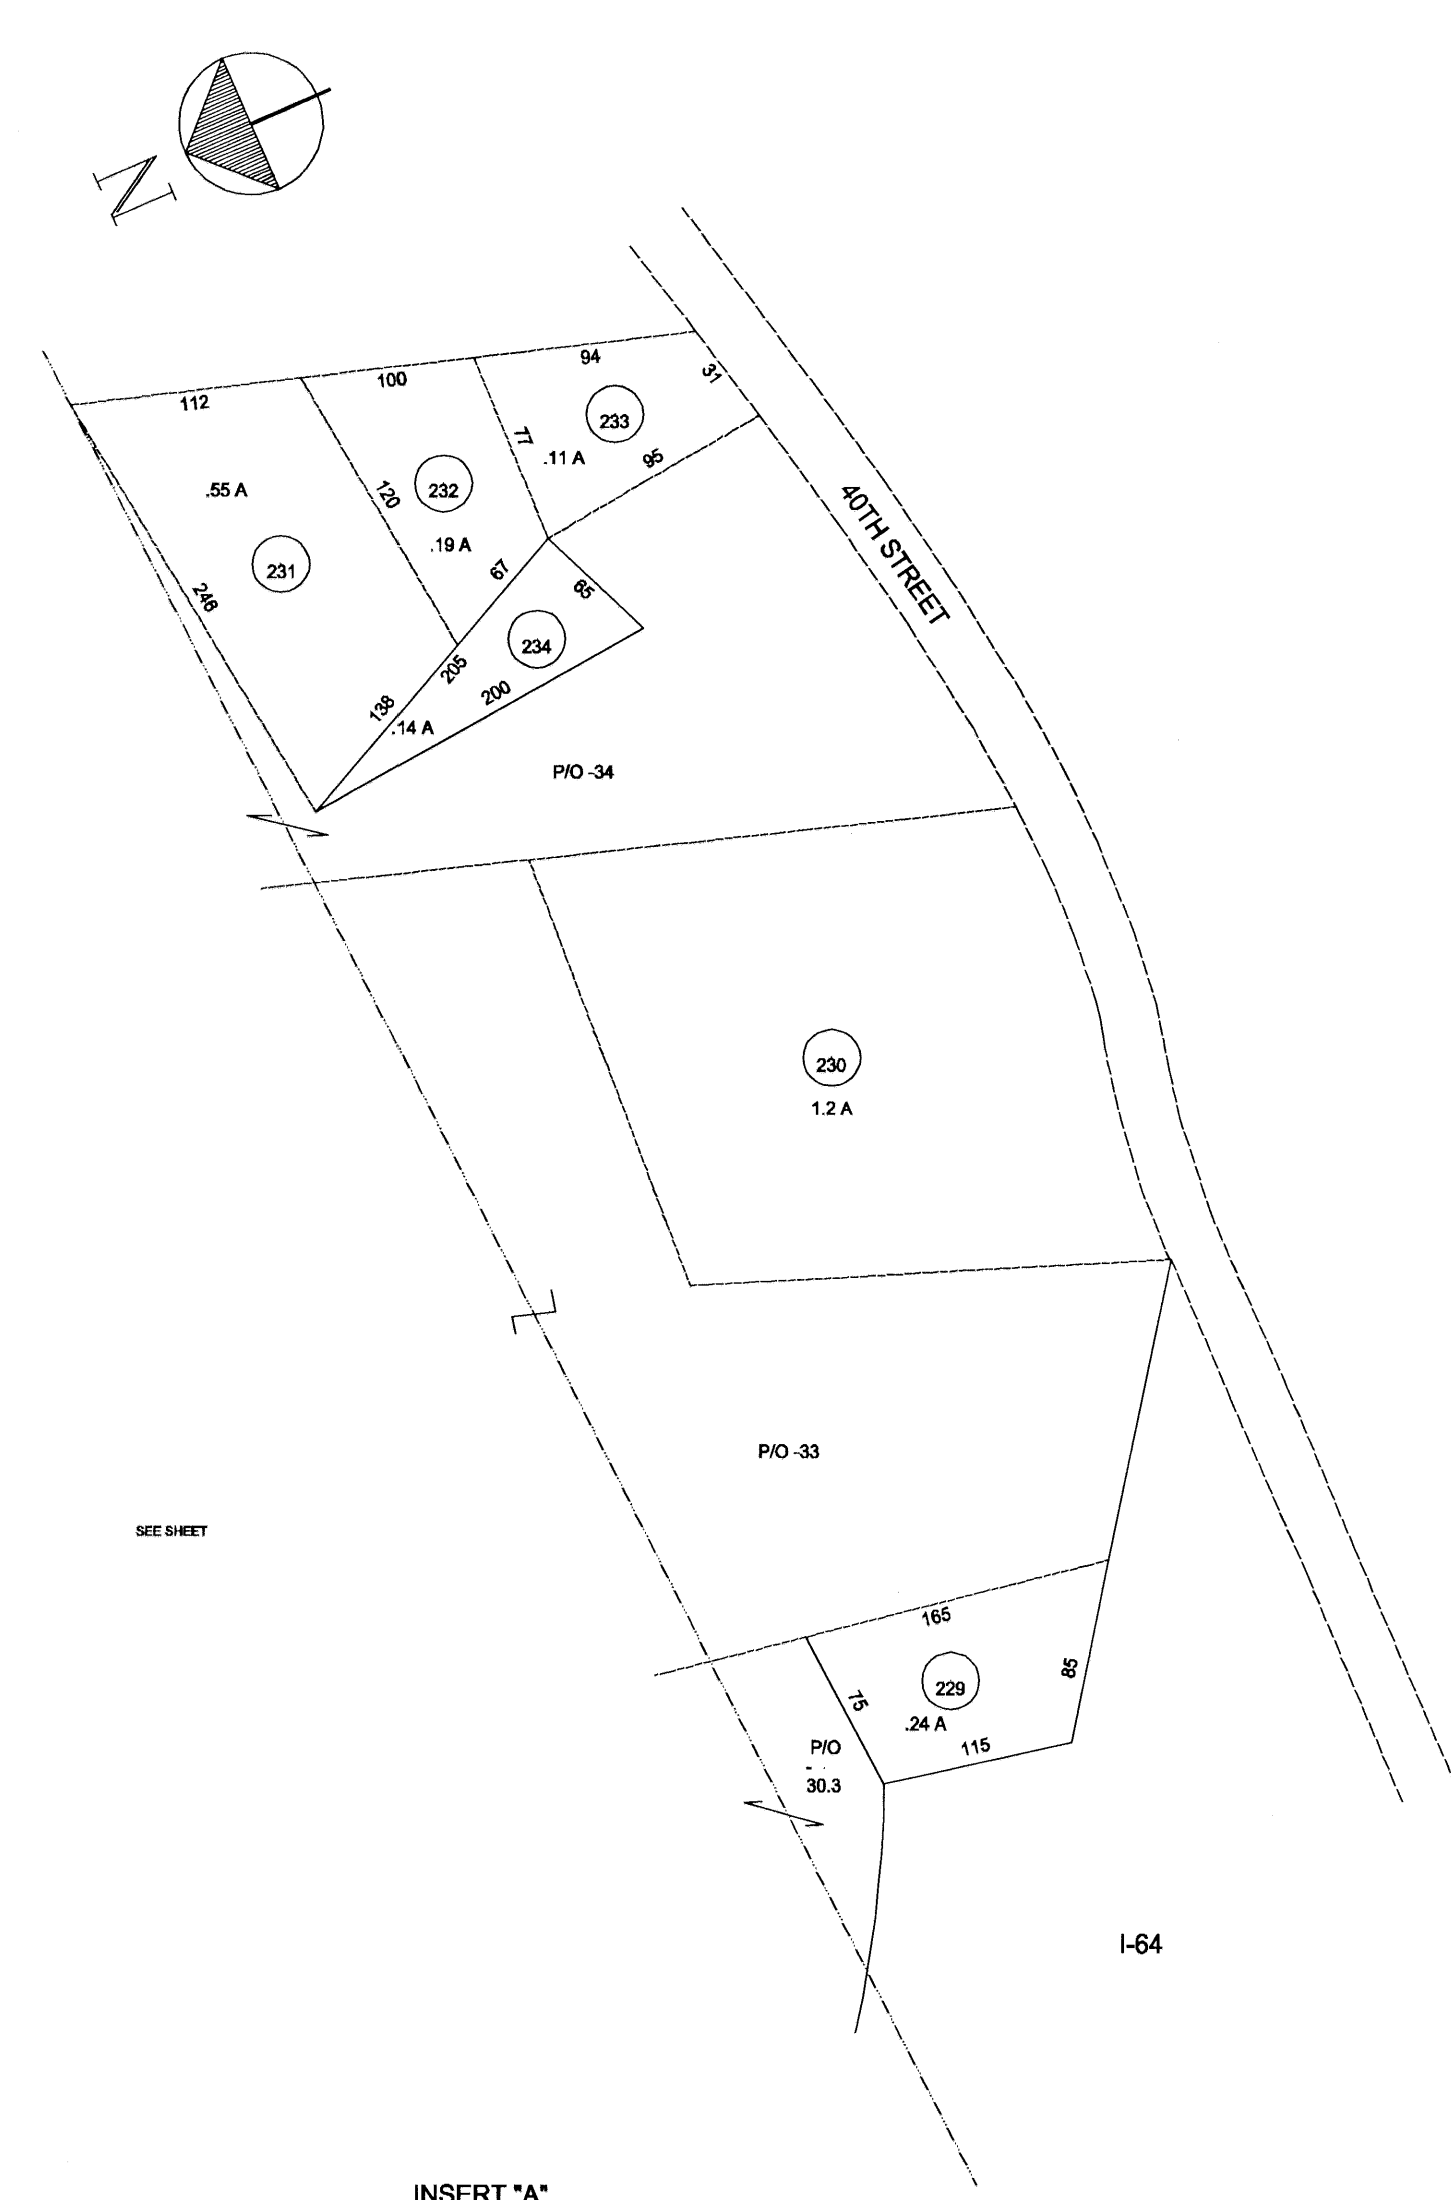 N
94
31
100
112
233
77
95
.11 A
232
.55 A
120
40TH STREET
.19 A
231
67
65
246
234
205
200
138
.14 A
P/O -34
230
1.2 A
P/O -33
SEE SHEET
165
85
229
75
.24 A
115
P/O
30.3
I-64
INSERT "A"